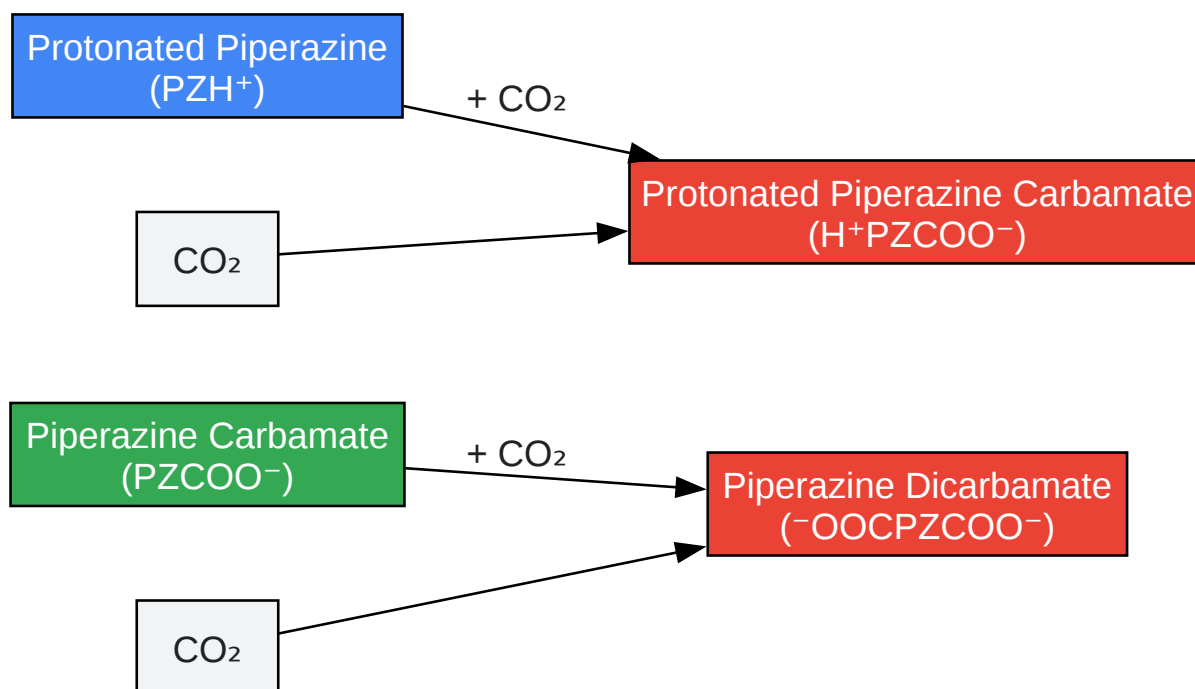 Protonated Piperazine
(PZH⁺)
+ CO₂
Protonated Piperazine Carbamate
(H⁺PZCOO⁻)
CO₂
Piperazine Carbamate
(PZCOO⁻)
+ CO₂
Piperazine Dicarbamate
(⁻OOCPZCOO⁻)
CO₂